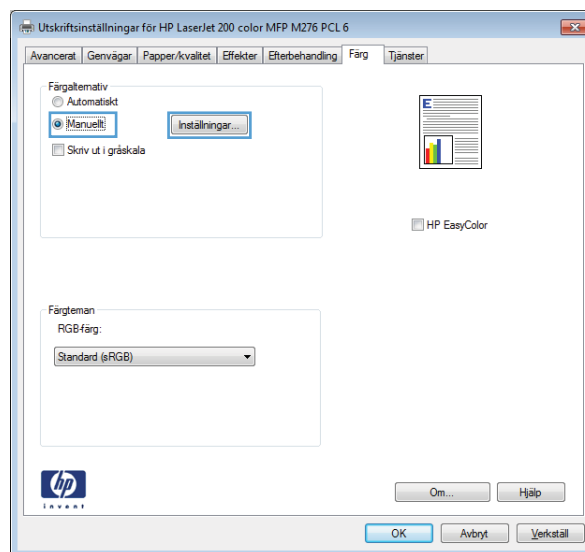 Utskriftsinställningar för HP LaserJet 200 color MFP M276 PCL 6
Avancerat Genvägar Papper/kvalitet Effekter Efterbehandling Färg Tjänster
Färgalternativ
Automatiskt
Manuellt Inställningar...
Skriv ut i gråskala
E
HP EasyColor
Färgteman
RGB-färg:
Standard (sRGB)
hp
invent
Om... Hjälp
OK Avbryt Verkställ